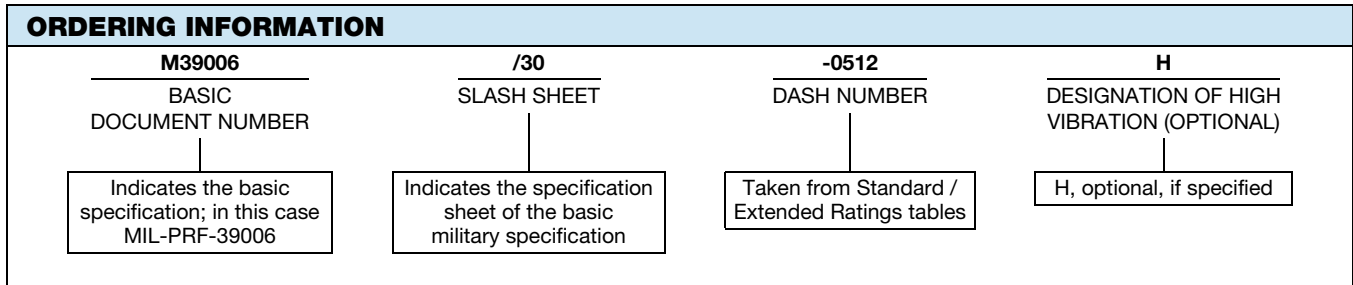 ORDERING INFORMATION
M39006
BASIC
DOCUMENT NUMBER
Indicates the basic
specification; in this case
MIL-PRF-39006
/30
SLASH SHEET
Indicates the specification
sheet of the basic
military specification
-0512
DASH NUMBER
Taken from Standard /
Extended Ratings tables
H
DESIGNATION OF HIGH
VIBRATION (OPTIONAL)
H, optional, if specified